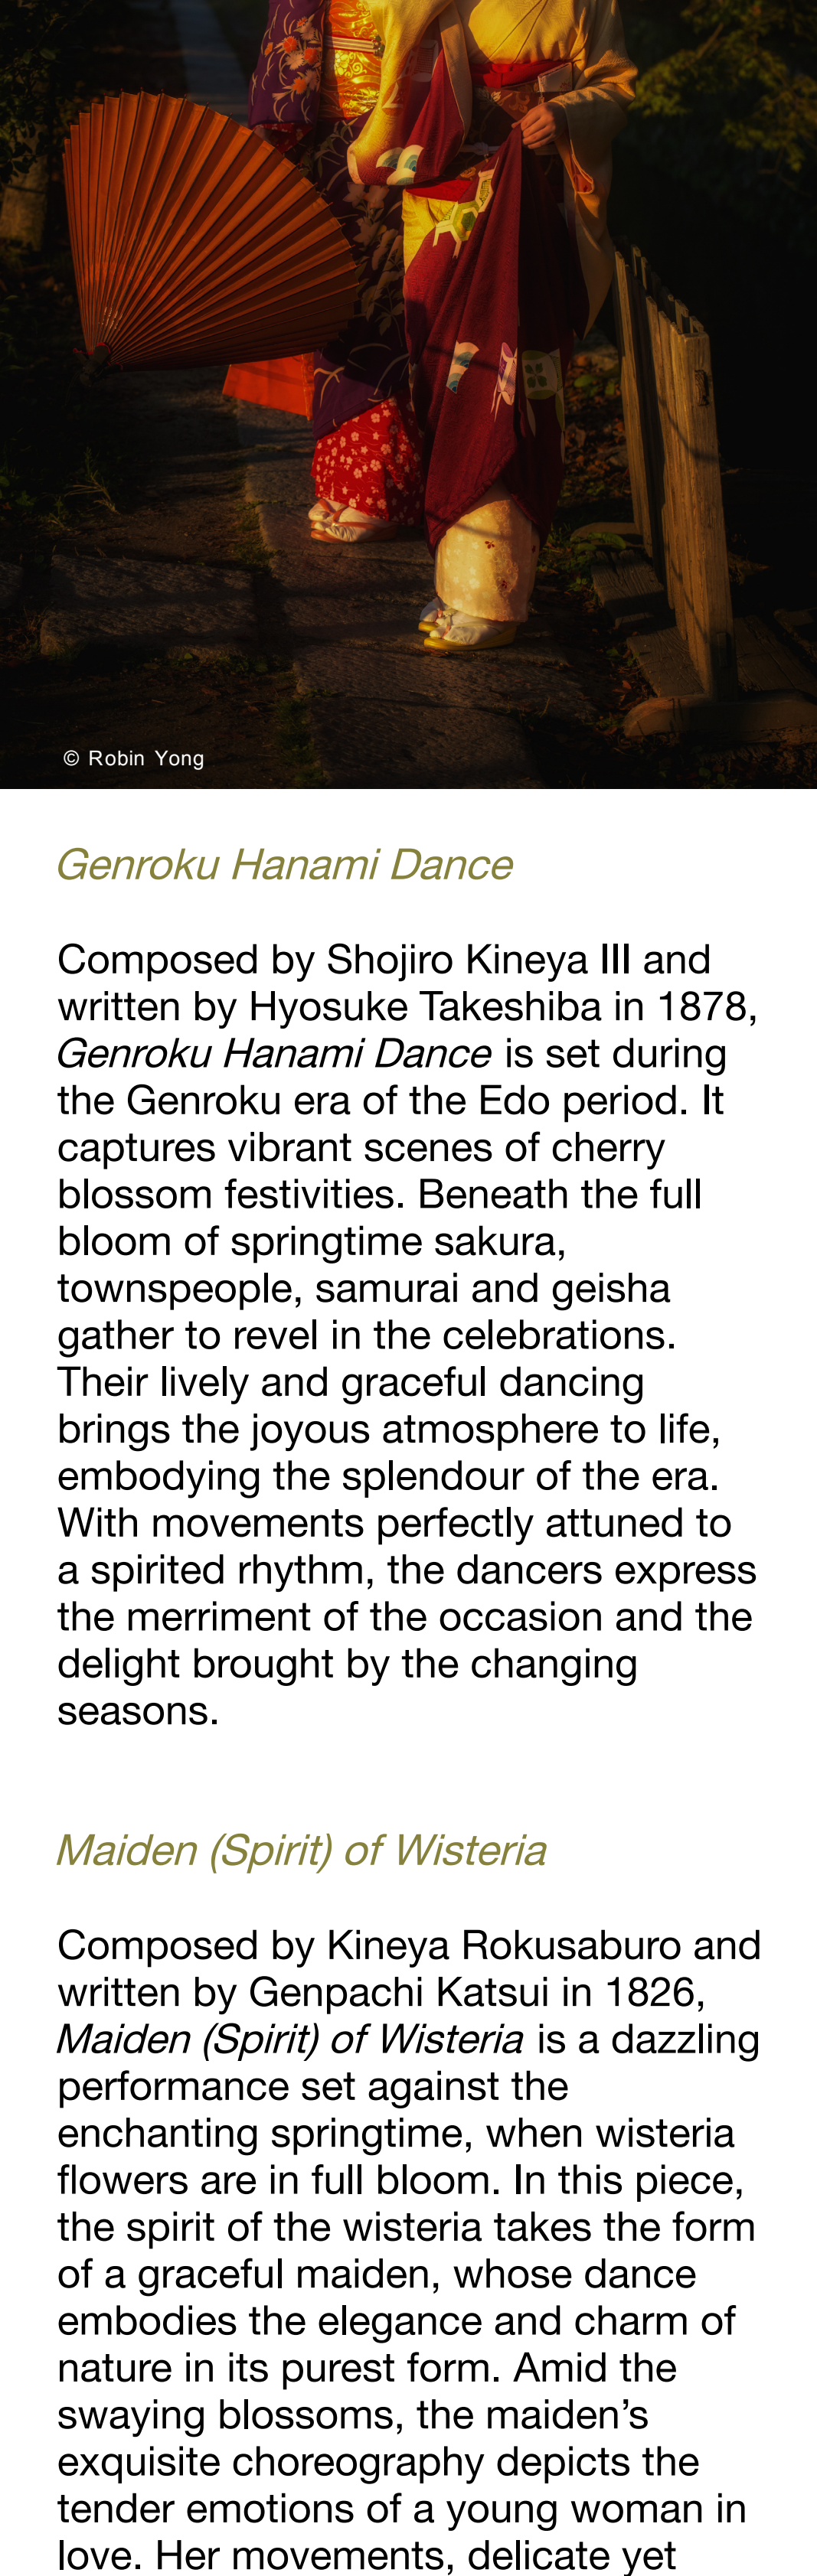 © Robin Yong
Genroku Hanami Dance
Composed by Shojiro Kineya III and
written by Hyosuke Takeshiba in 1878,
Genroku Hanami Dance is set during
the Genroku era of the Edo period. It
captures vibrant scenes of cherry
blossom festivities. Beneath the full
bloom of springtime sakura,
townspeople, samurai and geisha
gather to revel in the celebrations.
Their lively and graceful dancing
brings the joyous atmosphere to life,
embodying the splendour of the era.
With movements perfectly attuned to
a spirited rhythm, the dancers express
the merriment of the occasion and the
delight brought by the changing
seasons.
Maiden (Spirit) of Wisteria
Composed by Kineya Rokusaburo and
written by Genpachi Katsui in 1826,
Maiden (Spirit) of Wisteria is a dazzling
performance set against the
enchanting springtime, when wisteria
flowers are in full bloom. In this piece,
the spirit of the wisteria takes the form
of a graceful maiden, whose dance
embodies the elegance and charm of
nature in its purest form. Amid the
swaying blossoms, the maiden’s
exquisite choreography depicts the
tender emotions of a young woman in
love. Her movements, delicate yet